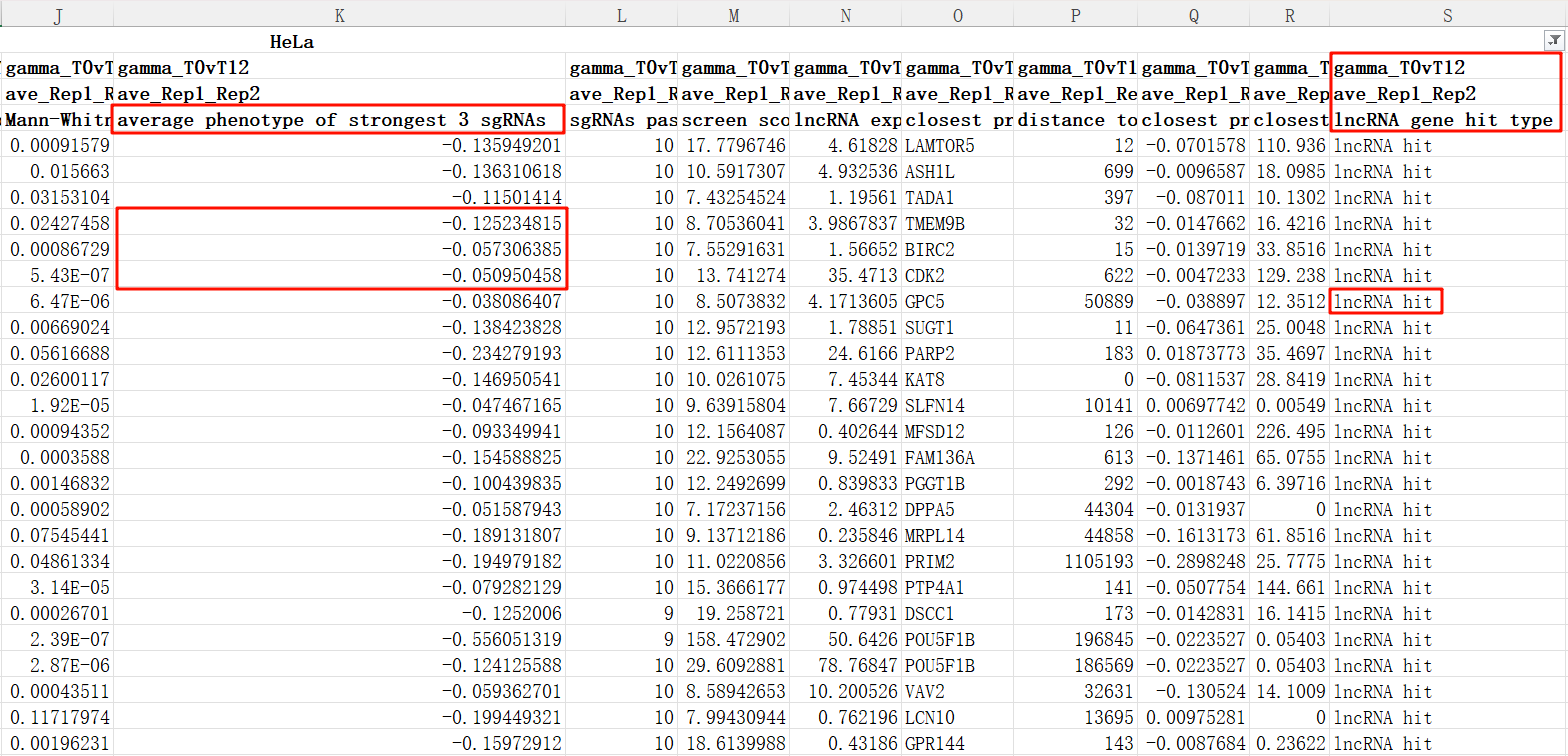 J K L M N O P Q R S
HeLa
gamma_T0vT gamma_T0vT12 gamma_T0vT gamma_T0vT gamma_T0vT gamma_T0vT gamma_T0vT1 gamma_T0vT gamma_T gamma_T0vT12
ave_Rep1_R ave_Rep1_Rep2 ave_Rep1_R ave_Rep1_R ave_Rep1_R ave_Rep1_R ave_Rep1_Re ave_Rep1_R ave_Rep1 ave_Rep1_Rep2
Mann-Whitn average phenotype of strongest 3 sgRNAs sgRNAs pas screen sco lncRNA exp closest pr distance to closest pr closest lncRNA gene hit type
0.00091579 -0.135949201 10 17.7796746 4.61828 LAMTOR5 12 -0.0701578 110.936 lncRNA hit
0.015663 -0.136310618 10 10.5917307 4.932536 ASH1L 699 -0.0096587 18.0985 lncRNA hit
0.03153104 -0.11501414 10 7.43254524 1.19561 TADA1 397 -0.087011 10.1302 lncRNA hit
0.02427458 -0.125234815 10 8.70536041 3.9867837 TMEM9B 32 -0.0147662 16.4216 lncRNA hit
0.00086729 -0.057306385 10 7.55291631 1.56652 BIRC2 15 -0.0139719 33.8516 lncRNA hit
5.43E-07 -0.050950458 10 13.741274 35.4713 CDK2 622 -0.0047233 129.238 lncRNA hit
6.47E-06 -0.038086407 10 8.5073832 4.1713605 GPC5 50889 -0.038897 12.3512 lncRNA hit
0.00669024 -0.138423828 10 12.9572193 1.78851 SUGT1 11 -0.0647361 25.0048 lncRNA hit
0.05616688 -0.234279193 10 12.6111353 24.6166 PARP2 183 0.01873773 35.4697 lncRNA hit
0.02600117 -0.146950541 10 10.0261075 7.45344 KAT8 0 -0.0811537 28.8419 lncRNA hit
1.92E-05 -0.047467165 10 9.63915804 7.66729 SLFN14 10141 0.00697742 0.00549 lncRNA hit
0.00094352 -0.093349941 10 12.1564087 0.402644 MFSD12 126 -0.0112601 226.495 lncRNA hit
0.0003588 -0.154588825 10 22.9253055 9.52491 FAM136A 613 -0.1371461 65.0755 lncRNA hit
0.00146832 -0.100439835 10 12.2492699 0.839833 PGGT1B 292 -0.0018743 6.39716 lncRNA hit
0.00058902 -0.051587943 10 7.17237156 2.46312 DPPA5 44304 -0.0131937 0 lncRNA hit
0.07545441 -0.189131807 10 9.13712186 0.235846 MRPL14 44858 -0.1613173 61.8516 lncRNA hit
0.04861334 -0.194979182 10 11.0220856 3.326601 PRIM2 1105193 -0.2898248 25.7775 lncRNA hit
3.14E-05 -0.079282129 10 15.3666177 0.974498 PTP4A1 141 -0.0507754 144.661 lncRNA hit
0.00026701 -0.1252006 9 19.258721 0.77931 DSCC1 173 -0.0142831 16.1415 lncRNA hit
2.39E-07 -0.556051319 9 158.472902 50.6426 POU5F1B 196845 -0.0223527 0.05403 lncRNA hit
2.87E-06 -0.124125588 10 29.6092881 78.76847 POU5F1B 186569 -0.0223527 0.05403 lncRNA hit
0.00043511 -0.059362701 10 8.58942653 10.200526 VAV2 32631 -0.130524 14.1009 lncRNA hit
0.11717974 -0.199449321 10 7.99430944 0.762196 LCN10 13695 0.00975281 0 lncRNA hit
0.00196231 -0.15972912 10 18.6139988 0.43186 GPR144 143 -0.0087684 0.23622 lncRNA hit